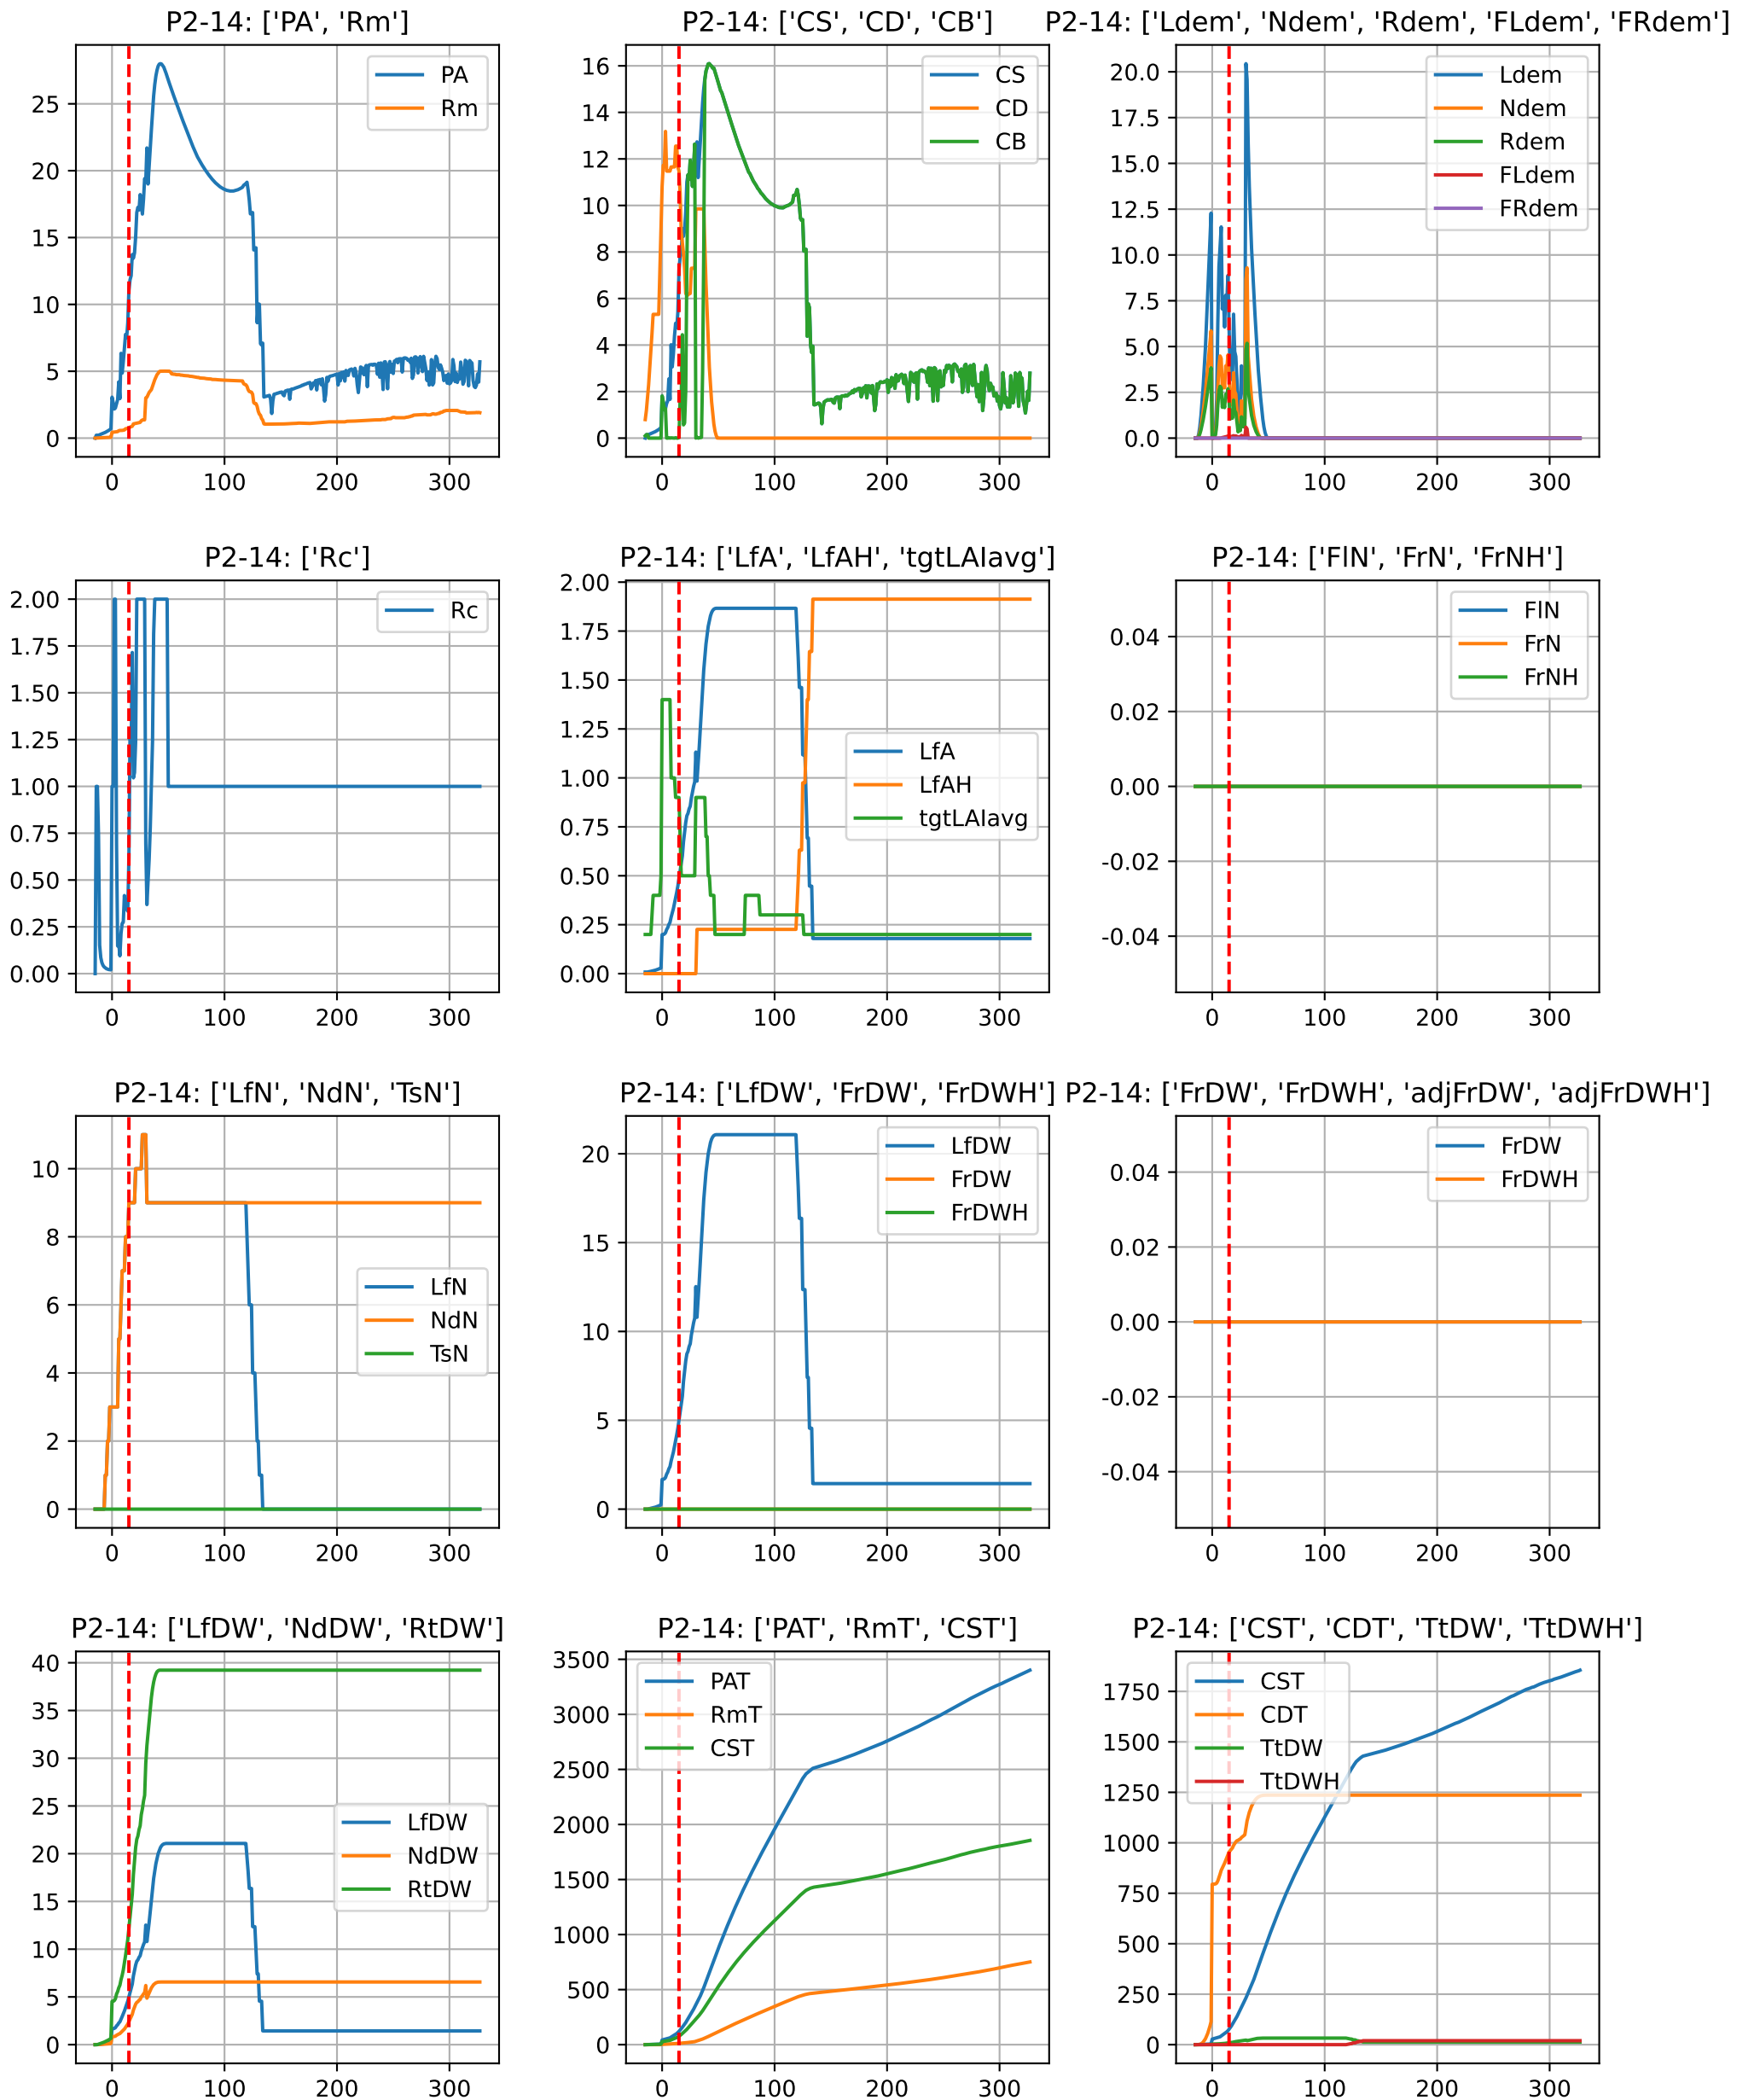 P2-14: ['PA', 'Rm']
25
20
15
10
5
0
0 100 200 300
PA
Rm
P2-14: ['CS', 'CD', 'CB']
16
14
12
10
8
6
4
2
0
0 100 200 300
CS
CD
CB
P2-14: ['Ldem', 'Ndem', 'Rdem', 'FLdem', 'FRdem']
20.0
17.5
15.0
12.5
10.0
7.5
5.0
2.5
0.0
0 100 200 300
Ldem
Ndem
Rdem
FLdem
FRdem
P2-14: ['Rc']
2.00
1.75
1.50
1.25
1.00
0.75
0.50
0.25
0.00
0 100 200 300
Rc
P2-14: ['LfA', 'LfAH', 'tgtLAIavg']
2.00
1.75
1.50
1.25
1.00
0.75
0.50
0.25
0.00
0 100 200 300
LfA
LfAH
tgtLAIavg
P2-14: ['FlN', 'FrN', 'FrNH']
0.04
0.02
0.00
-0.02
-0.04
0 100 200 300
FlN
FrN
FrNH
P2-14: ['LfN', 'NdN', 'TsN']
10
8
6
4
2
0
0 100 200 300
LfN
NdN
TsN
P2-14: ['LfDW', 'FrDW', 'FrDWH']
20
15
10
5
0
0 100 200 300
LfDW
FrDW
FrDWH
P2-14: ['FrDW', 'FrDWH', 'adjFrDW', 'adjFrDWH']
0.04
0.02
0.00
-0.02
-0.04
0 100 200 300
FrDW
FrDWH
P2-14: ['LfDW', 'NdDW', 'RtDW']
40
35
30
25
20
15
10
5
0
0 100 200 300
LfDW
NdDW
RtDW
P2-14: ['PAT', 'RmT', 'CST']
3500
3000
2500
2000
1500
1000
500
0
0 100 200 300
PAT
RmT
CST
P2-14: ['CST', 'CDT', 'TtDW', 'TtDWH']
1750
1500
1250
1000
750
500
250
0
0 100 200 300
CST
CDT
TtDW
TtDWH